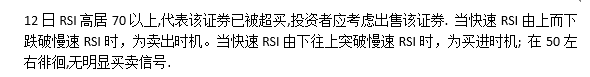 12 日 RSI 高居 70 以上,代表该证券已被超买,投资者应考虑出售该证券. 当快速 RSI 由上而下
跌破慢速 RSI 时，为卖出时机。当快速 RSI 由下往上突破慢速 RSI 时，为买进时机; 在 50 左
右徘徊,无明显买卖信号.